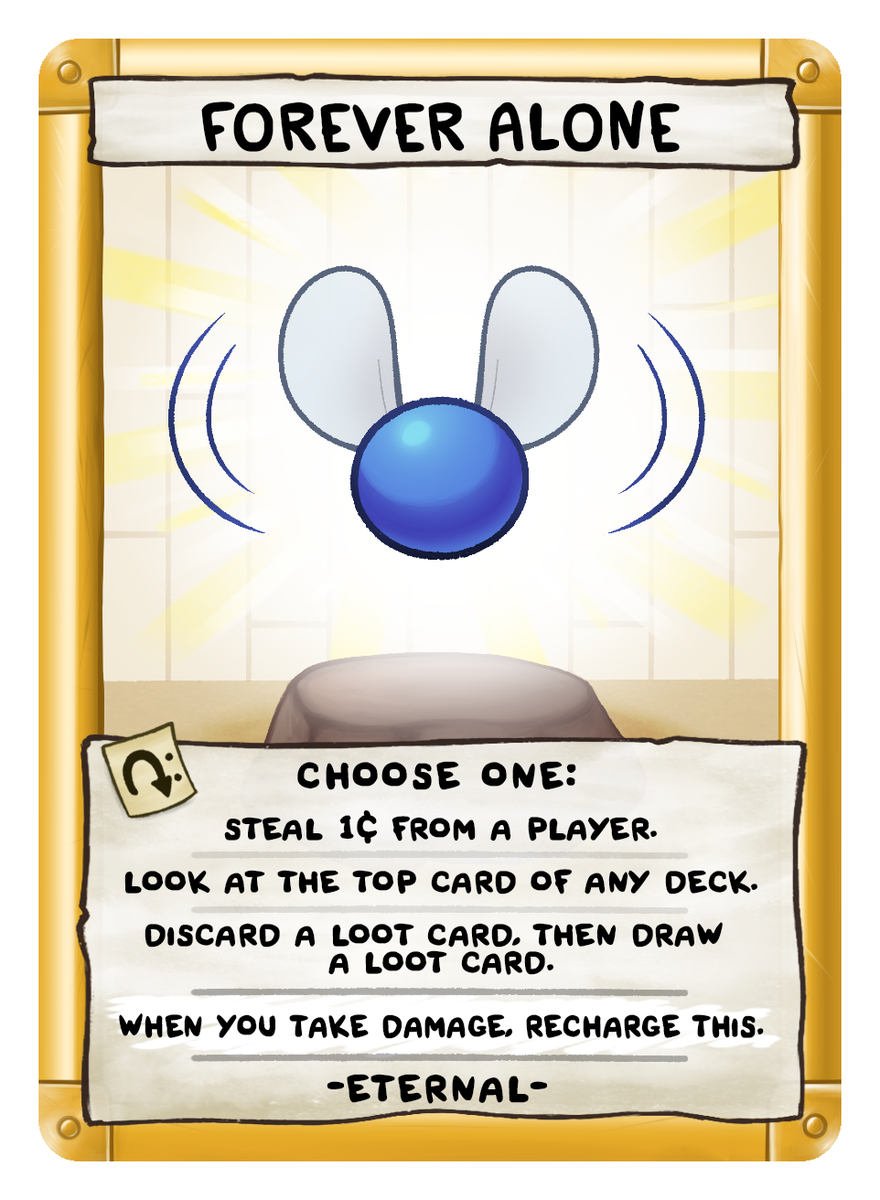 FOREVER ALONE
CHOOSE ONE:
STEAL 1¢ FROM A PLAYER.
LOOK AT THE TOP CARD OF ANY DECK.
DISCARD A LOOT CARD, THEN DRAW
A LOOT CARD.
WHEN YOU TAKE DAMAGE, RECHARGE THIS.
-ETERNAL-